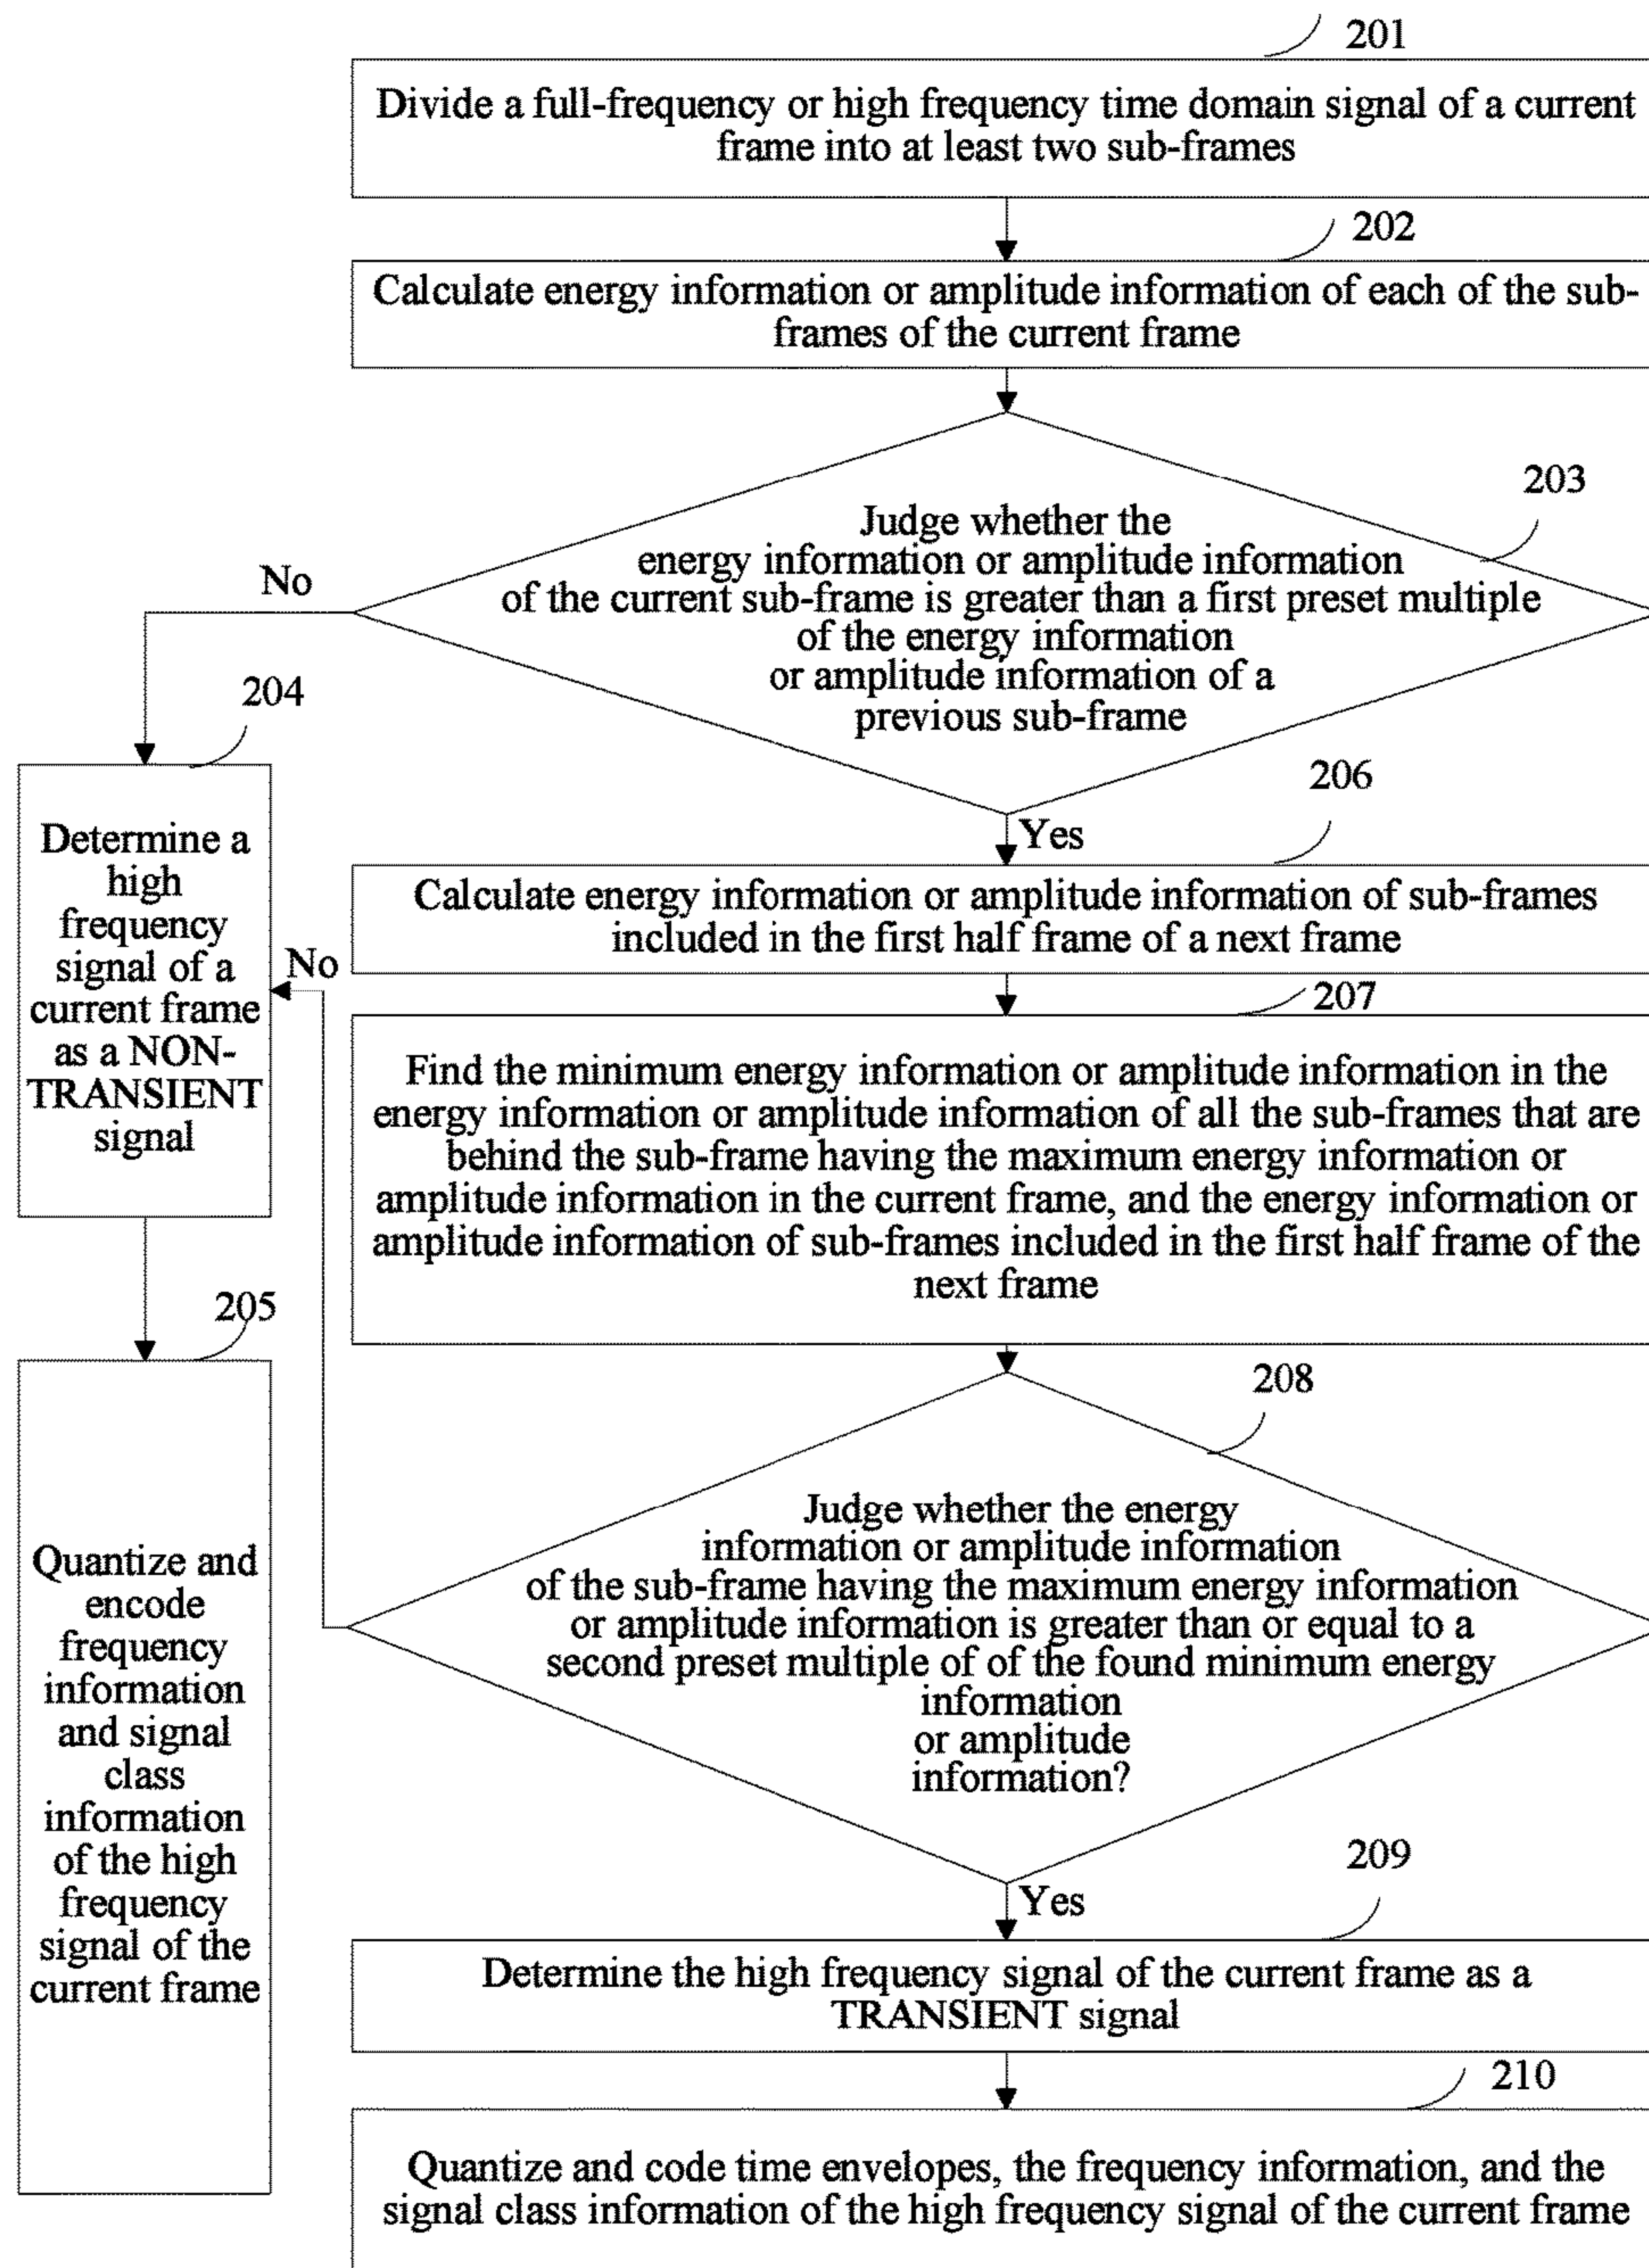 201
Divide a full-frequency or high frequency time domain signal of a current
frame into at least two sub-frames
202
Calculate energy information or amplitude information of each of the sub-
frames of the current frame
203
Judge whether the
energy information or amplitude information
of the current sub-frame is greater than a first preset multiple
of the energy information
or amplitude information of a
previous sub-frame
No
204
Determine a
high
frequency
signal of a
current frame
as a NON-
TRANSIENT
signal
Yes
206
Calculate energy information or amplitude information of sub-frames
included in the first half frame of a next frame
No
207
Find the minimum energy information or amplitude information in the
energy information or amplitude information of all the sub-frames that are
behind the sub-frame having the maximum energy information or
amplitude information in the current frame, and the energy information or
amplitude information of sub-frames included in the first half frame of the
next frame
205
Quantize and
encode
frequency
information
and signal
class
information
of the high
frequency
signal of the
current frame
208
Judge whether the energy
information or amplitude information
of the sub-frame having the maximum energy information
or amplitude information is greater than or equal to a
second preset multiple of of the found minimum energy
information
or amplitude
information?
Yes
209
Determine the high frequency signal of the current frame as a
TRANSIENT signal
210
Quantize and code time envelopes, the frequency information, and the
signal class information of the high frequency signal of the current frame